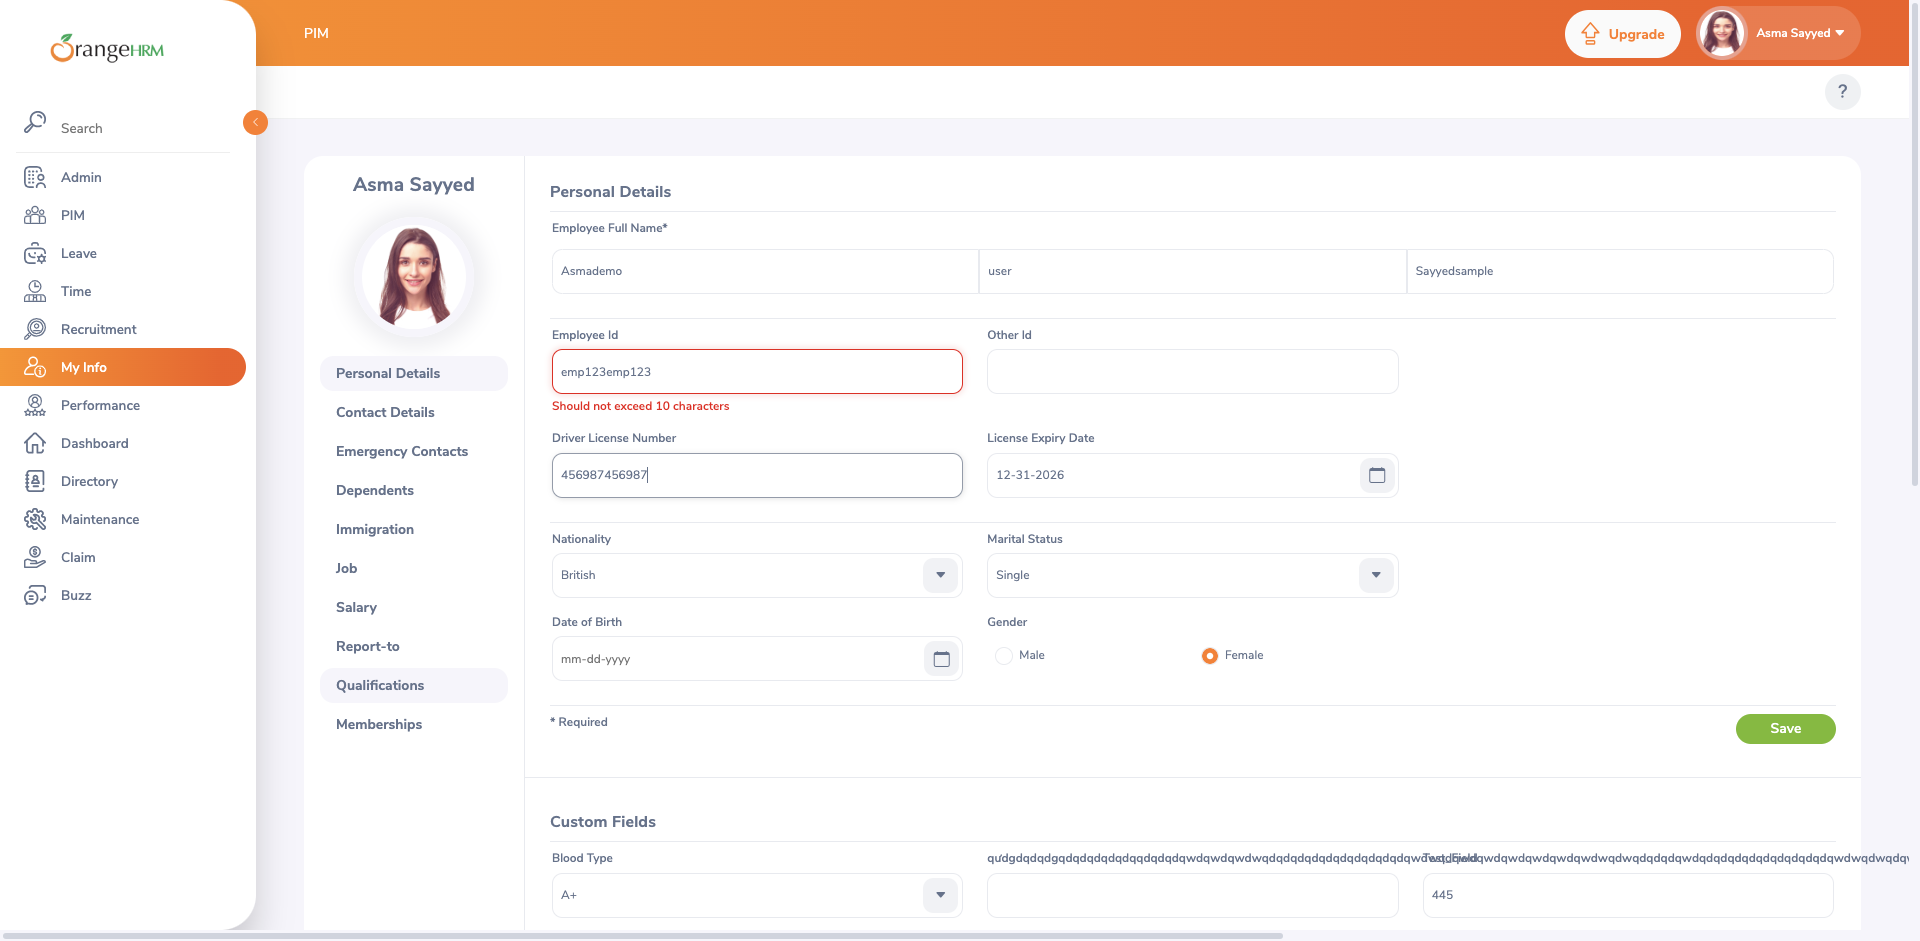 OrangeHRM
PIM
Upgrade
Asma Sayyed
?
Search
Admin
PIM
Leave
Time
Recruitment
My Info
Performance
Dashboard
Directory
Maintenance
Claim
Buzz
Asma Sayyed
Personal Details
Contact Details
Emergency Contacts
Dependents
Immigration
Job
Salary
Report-to
Qualifications
Memberships
Personal Details
Employee Full Name*
Asmademo user Sayyedsample
Employee Id Other Id
emp123emp123
Should not exceed 10 characters
Driver License Number License Expiry Date
456987456987 12-31-2026
Nationality Marital Status
British Single
Date of Birth Gender
mm-dd-yyyy Male Female
* Required
Save
Custom Fields
Blood Type
A+ 445